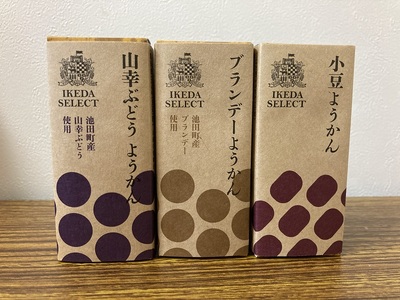 IKEDA
SELECT
山幸ぶどう ようかん
池田町産
山幸ぶどう
使用
IKEDA
SELECT
ブランデーようかん
池田町産
ブランデー
使用
IKEDA
SELECT
小豆ようかん